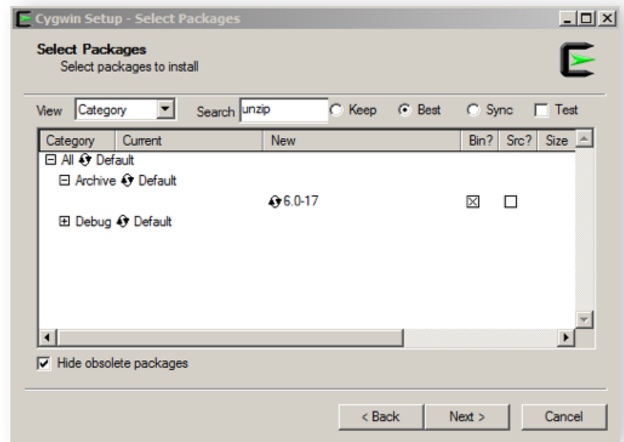 Cygwin Setup - Select Packages
Select Packages
Select packages to install
View Category Search unzip Keep Best Sync Test
Category Current New Bin? Src? Size
All Default
Archive Default
6.0-17
Debug Default
Hide obsolete packages
< Back Next > Cancel